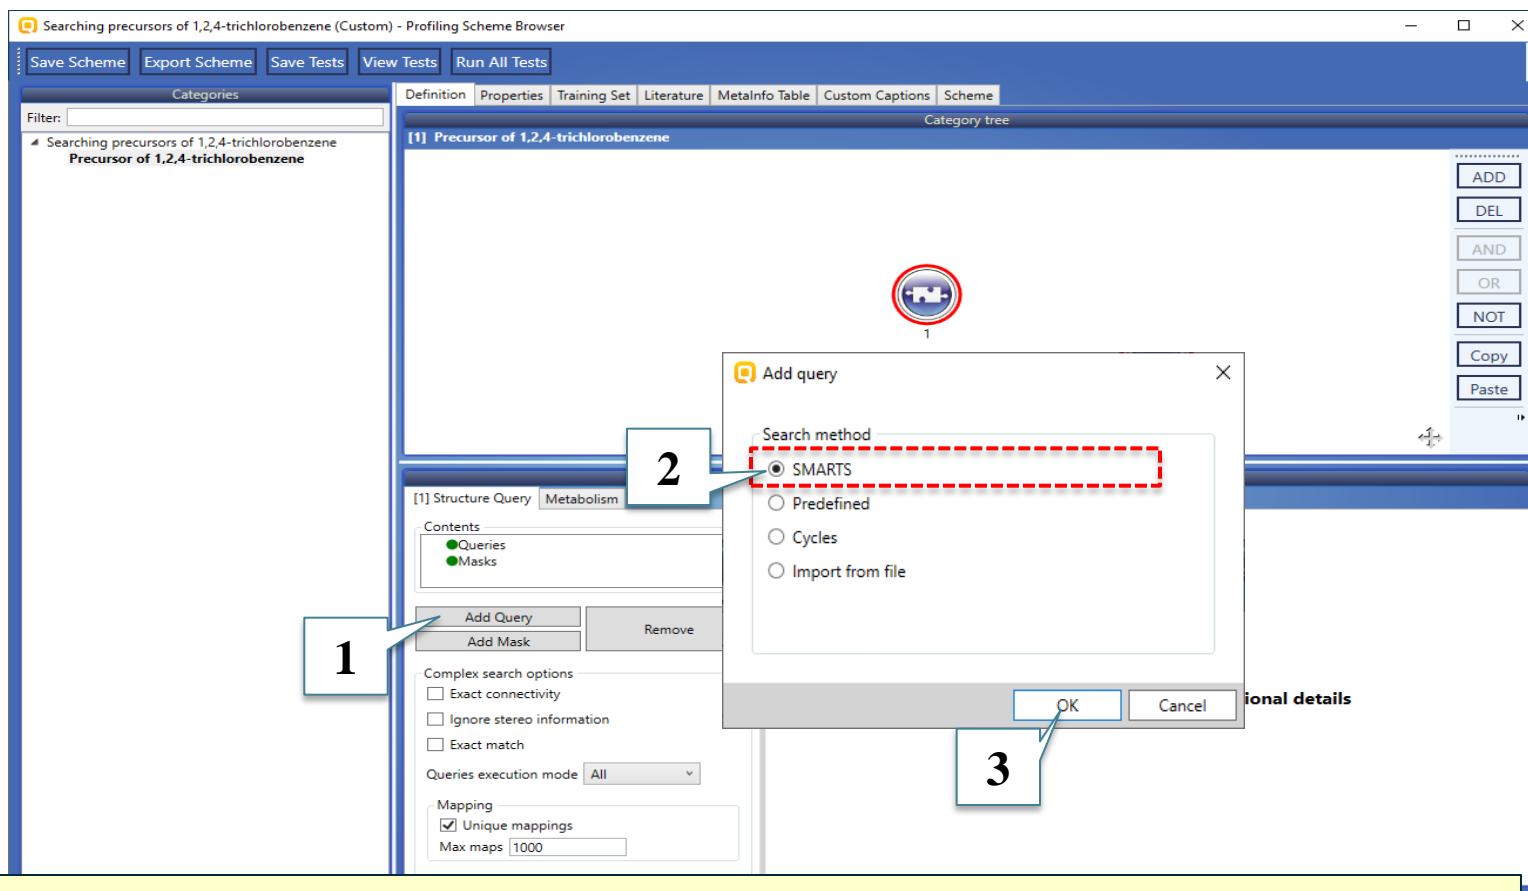 Searching precursors of 1,2,4-trichlorobenzene (Custom) - Profiling Scheme Browser
Save Scheme Export Scheme Save Tests View Tests Run All Tests
Categories
Filter:
Searching precursors of 1,2,4-trichlorobenzene
Precursor of 1,2,4-trichlorobenzene
Definition Properties Training Set Literature MetaInfo Table Custom Captions Scheme
Category tree
[1] Precursor of 1,2,4-trichlorobenzene
1
ADD
DEL
AND
OR
NOT
Copy
Paste
Add query
Search method
SMARTS
Predefined
Cycles
Import from file
OK Cancel
2
[1] Structure Query Metabolism
Contents
Queries
Masks
Add Query
Add Mask
Remove
1
Complex search options
Exact connectivity
Ignore stereo information
Exact match
Queries execution mode All
Mapping
Unique mappings
Max maps 1000
3
ional details